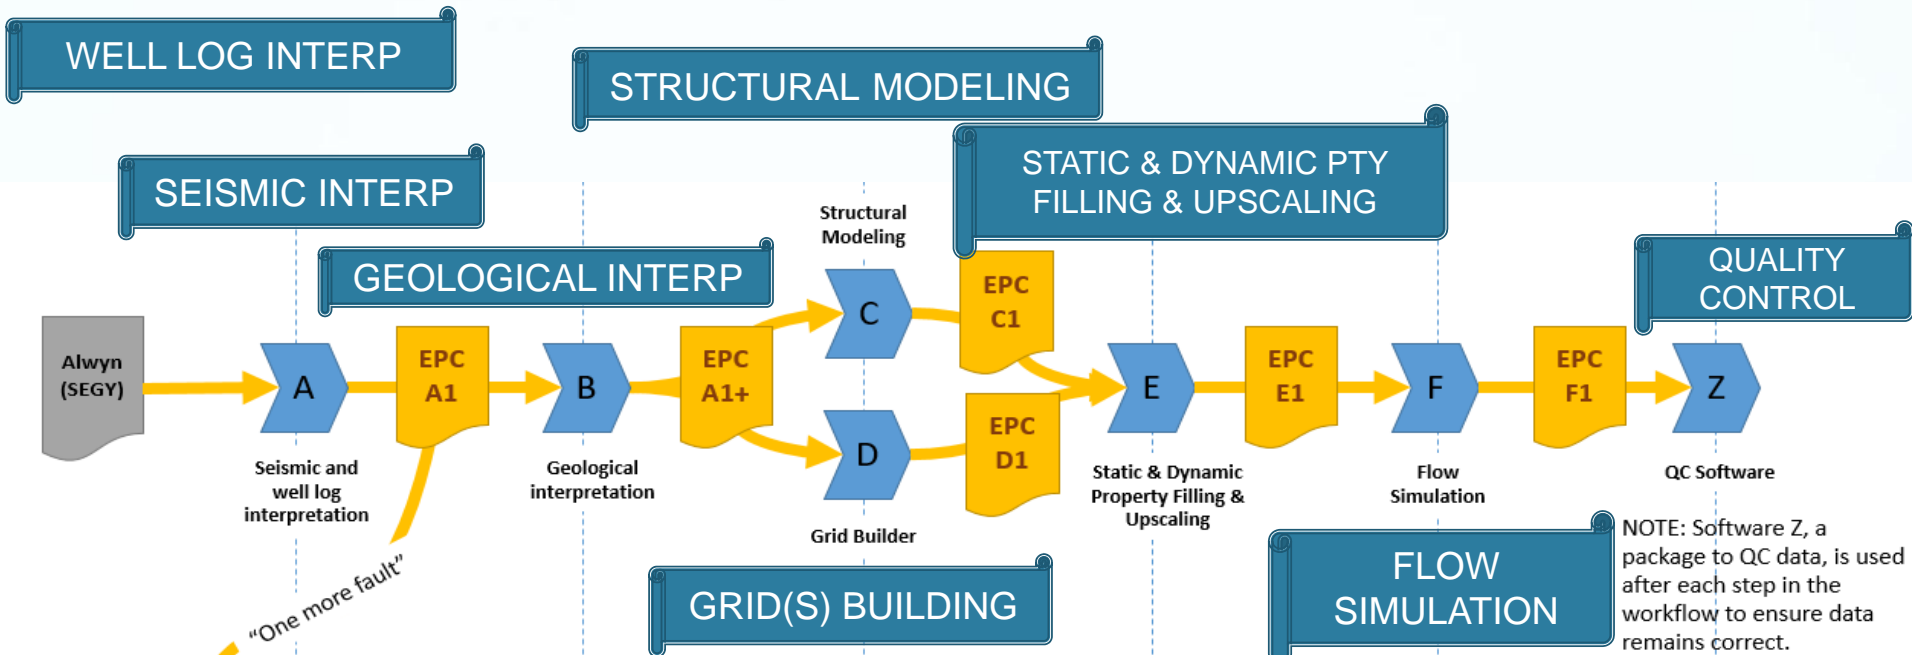 WELL LOG INTERP
STRUCTURAL MODELING
SEISMIC INTERP
STATIC & DYNAMIC PTY
FILLING & UPSCALING
GEOLOGICAL INTERP
QUALITY
CONTROL
Structural
Modeling
Alwyn
(SEGY)
A
EPC
A1
B
EPC
A1+
C
EPC
C1
D
EPC
D1
E
EPC
E1
F
EPC
F1
Z
Seismic and
well log
interpretation
Geological
interpretation
Grid Builder
Static & Dynamic
Property Filling &
Upscaling
Flow
Simulation
QC Software
"One more fault"
GRID(S) BUILDING
FLOW
SIMULATION
NOTE: Software Z, a
package to QC data, is used
after each step in the
workflow to ensure data
remains correct.